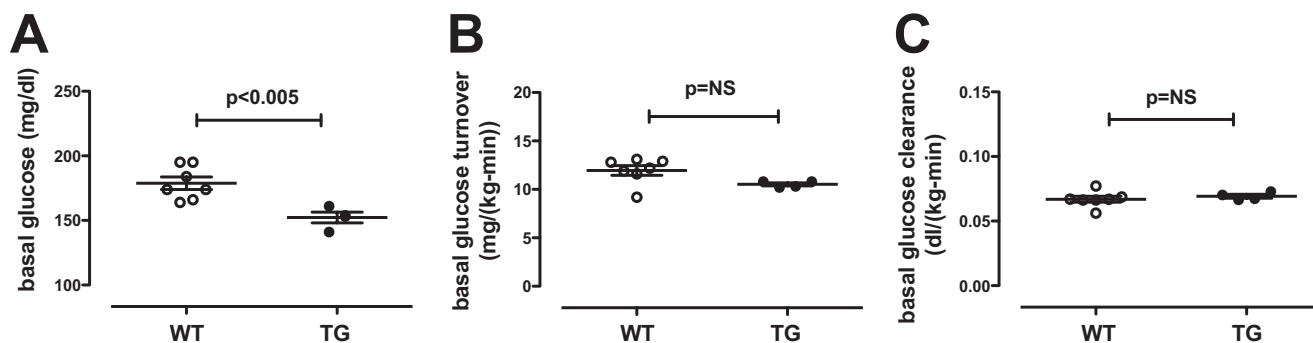 A
basal glucose (mg/dl)
250
200
150
100
p<0.005
WT
TG
B
basal glucose turnover
(mg/(kg-min))
20
15
10
5
0
p=NS
WT
TG
C
basal glucose clearance
(dl/(kg-min)
0.15
0.10
0.05
0.00
p=NS
WT
TG